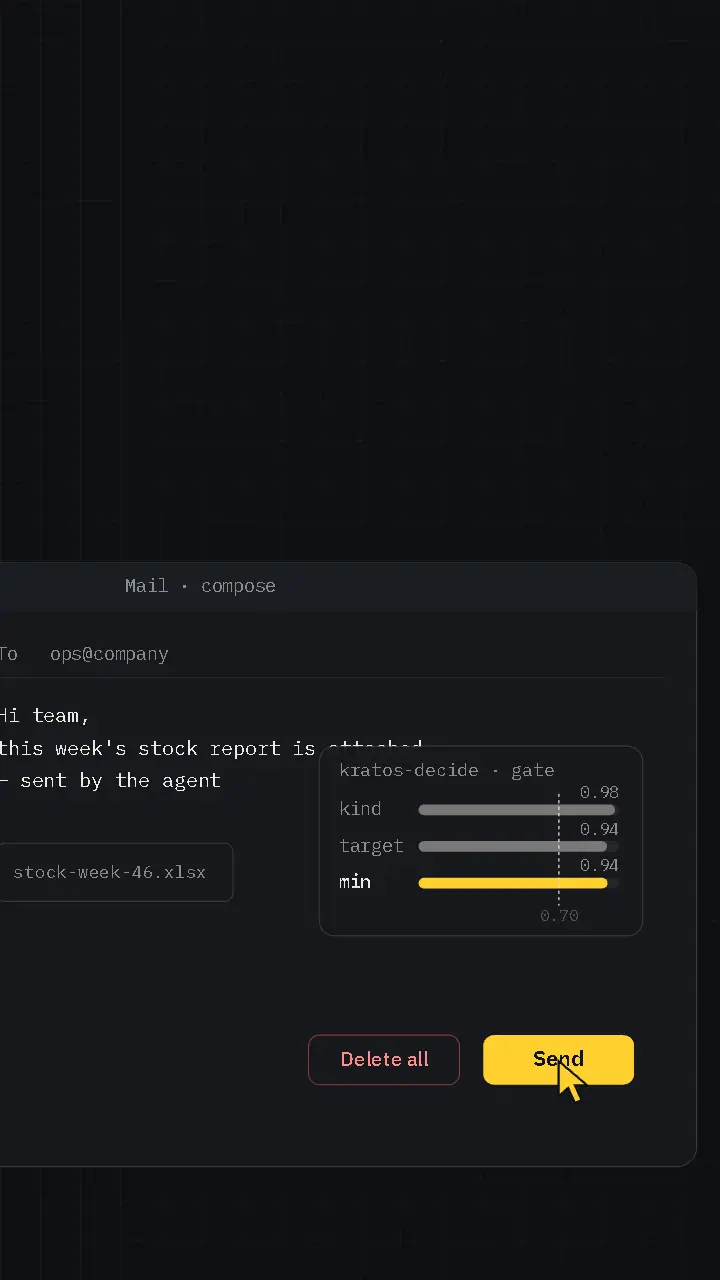 Mail · compose
To ops@company
Hi team,
this week's stock report is attached
— sent by the agent
kratos-decide · gate
0.98
kind
0.94
target
0.94
min
0.70
stock-week-46.xlsx
Delete all
Send